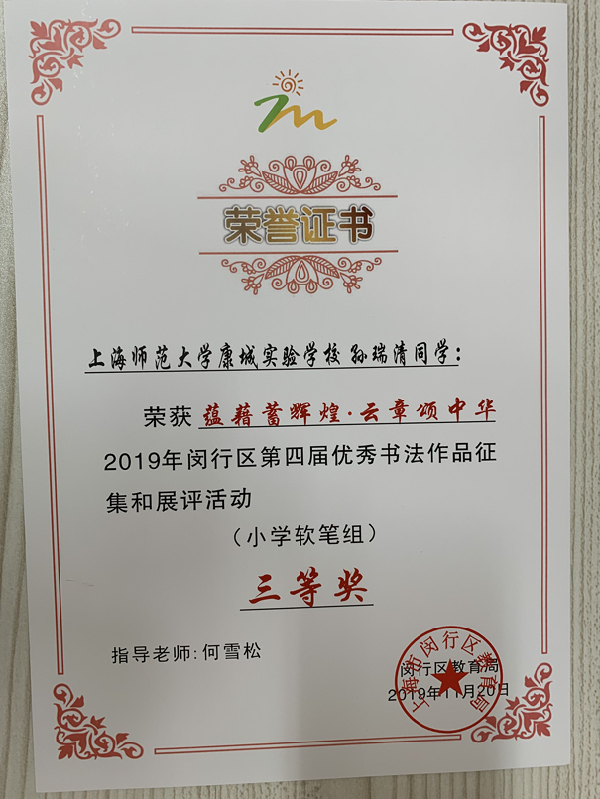 荣誉证书
上海师范大学康城实验学校 孙瑞清同学:
荣获 蕴藉蓄辉煌·云章颂中华
2019年闵行区第四届优秀书法作品征
集和展评活动
（小学软笔组）
三等奖
指导老师:何雪松
闵行区教育局
2019年11月20日
上海市闵行区教育局